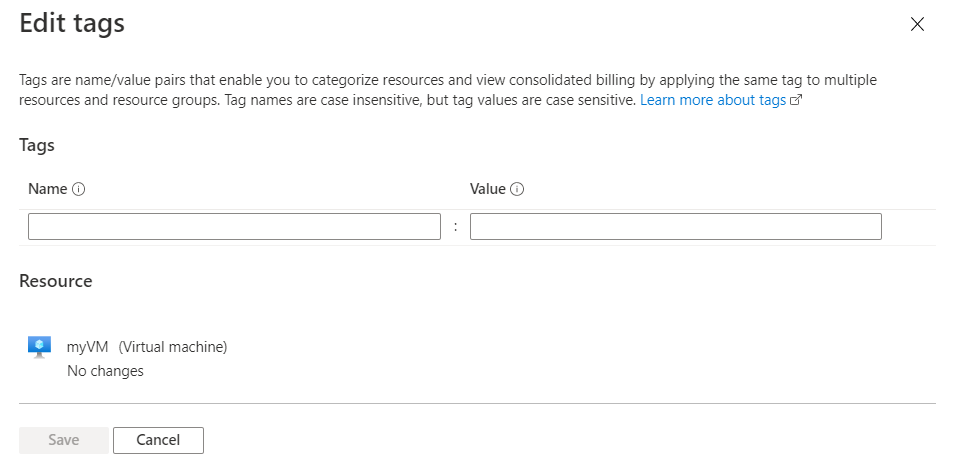 Edit tags
Tags are name/value pairs that enable you to categorize resources and view consolidated billing by applying the same tag to multiple
resources and resource groups. Tag names are case insensitive, but tag values are case sensitive. Learn more about tags
Tags
Name Value
:
Resource
myVM (Virtual machine)
No changes
Save Cancel